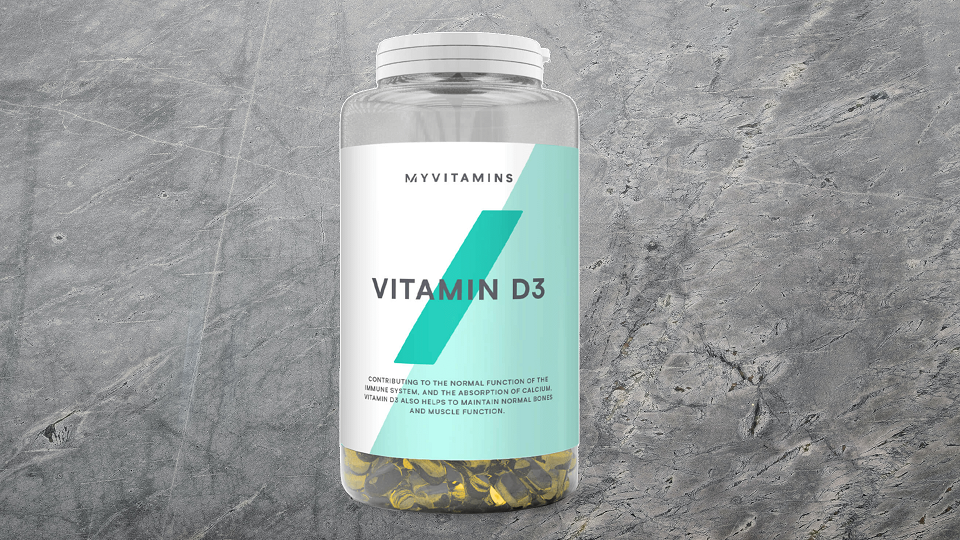 MYVITAMINS
VITAMIN D3
CONTRIBUTING TO THE NORMAL FUNCTION OF THE
IMMUNE SYSTEM, AND THE ABSORPTION OF CALCIUM.
VITAMIN D3 ALSO HELPS TO MAINTAIN NORMAL BONES
AND MUSCLE FUNCTION.